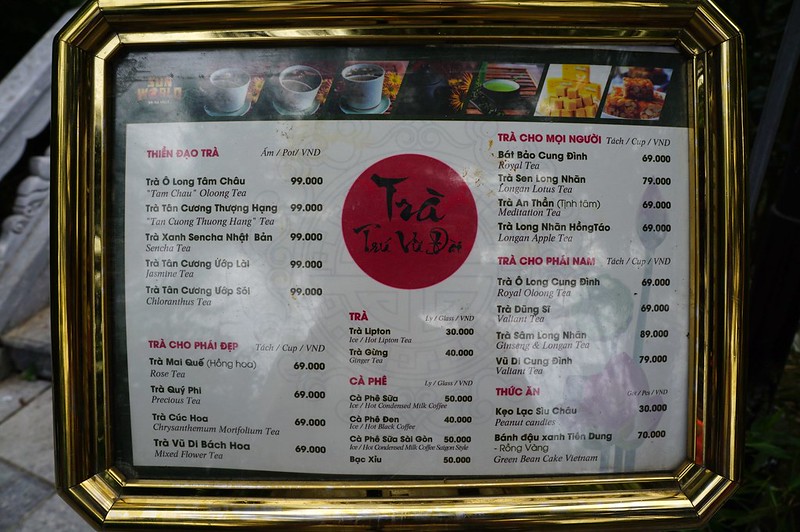 SUN
WORLD
THIỀN ĐẠO TRÀ Ấm / Pot/ VND
Trà Ô Long Tâm Châu 99.000
"Tam Chau" Oloong Tea
Trà Tân Cương Thượng Hạng 99.000
"Tan Cuong Thuong Hang" Tea
Trà Xanh Sencha Nhật Bản 99.000
Sencha Tea
Trà Tân Cương Ướp Lài 99.000
Jasmine Tea
Trà Tân Cương Ướp Sói 99.000
Chloranthus Tea
TRÀ CHO PHÁI ĐẸP Tách / Cup / VND
Trà Mai Quế (Hồng hoa) 69.000
Rose Tea
Trà Quý Phi 69.000
Precious Tea
Trà Cúc Hoa 69.000
Chrysanthemum Morifolium Tea
Trà Vũ Di Bách Hoa 69.000
Mixed Flower Tea
Trà
Trú Vũ Đài
TRÀ Ly / Glass / VND
Trà Lipton 30.000
Ice / Hot Lipton Tea
Trà Gừng 40.000
Ginger Tea
CÀ PHÊ Ly / Glass / VND
Cà Phê Sữa 50.000
Ice / Hot Condensed Milk Coffee
Cà Phê Đen 40.000
Ice / Hot Black Coffee
Cà Phê Sữa Sài Gòn 50.000
Ice / Hot Condensed Milk Coffee Saigon Style
Bạc Xỉu 50.000
TRÀ CHO MỌI NGƯỜI Tách / Cup / VND
Bát Bảo Cung Đình 69.000
Royal Tea
Trà Sen Long Nhãn 79.000
Longan Lotus Tea
Trà An Thần (Tịnh tâm) 69.000
Meditation Tea
Trà Long Nhãn HồngTáo 69.000
Longan Apple Tea
TRÀ CHO PHÁI NAM Tách / Cup / VND
Trà Ô Long Cung Đình 69.000
Royal Oloong Tea
Trà Dũng Sĩ 69.000
Valiant Tea
Trà Sâm Long Nhãn 89.000
Ginseng & Longan Tea
Vũ Di Cung Đình 79.000
Valiant Tea
THỨC ĂN Gói / Pot / VND
Kẹo Lạc Sìu Châu 30.000
Peanut candies
Bánh đậu xanh Tiên Dung 70.000
- Rồng Vàng
Green Bean Cake Vietnam